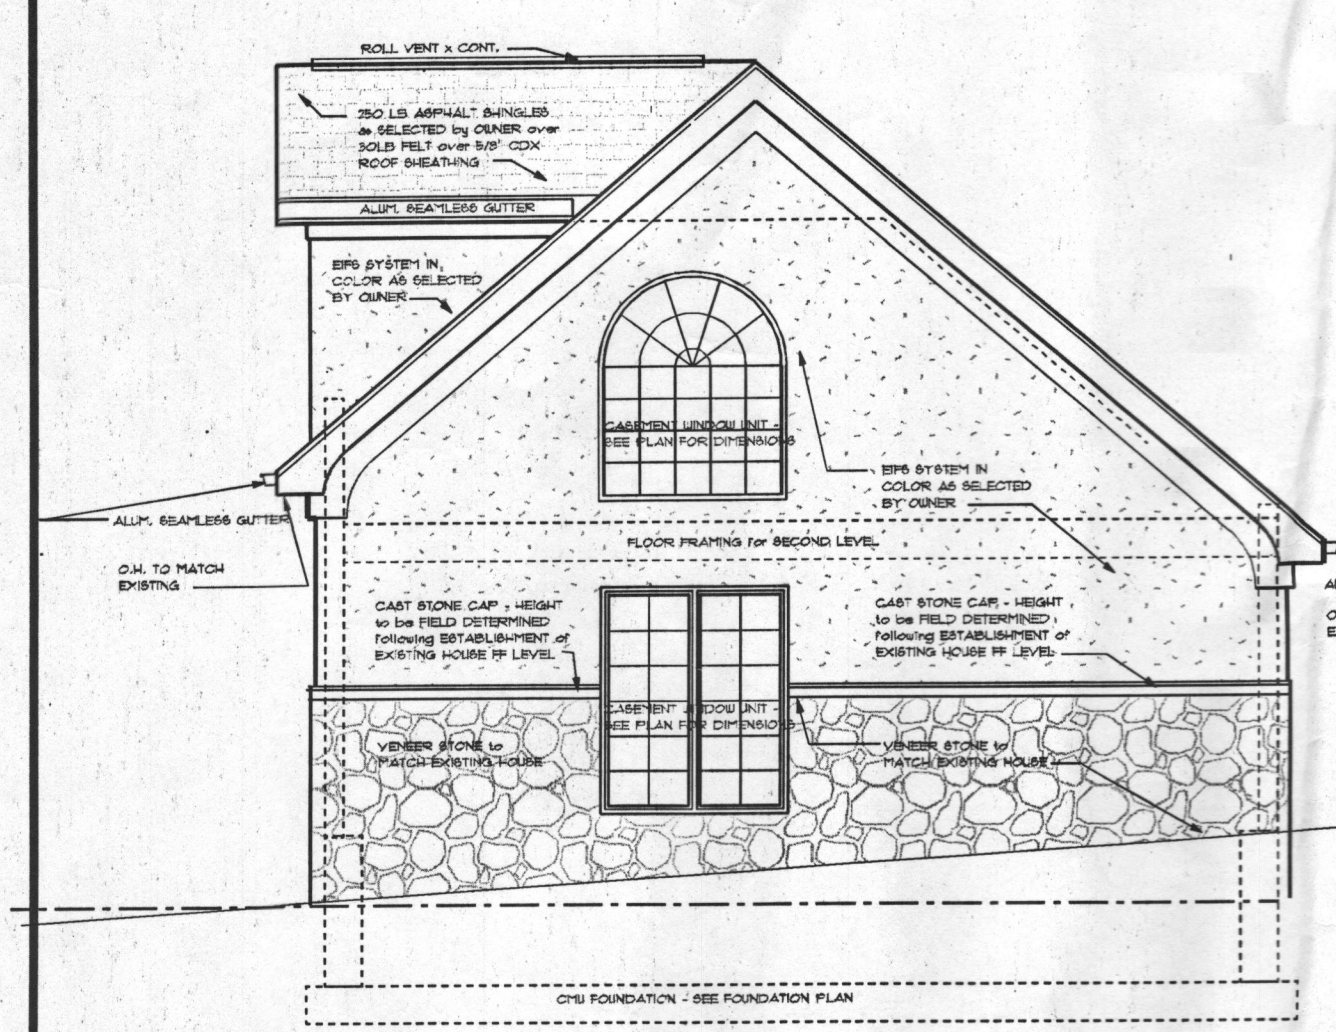 ROLL VENT x CONT.
250 LB ASPHALT SHINGLES
as SELECTED by OWNER over
30LB FELT over 5/8" CDX
ROOF SHEATHING
ALUM. SEAMLESS GUTTER
EIFS SYSTEM IN
COLOR AS SELECTED
BY OWNER
CASEMENT WINDOW UNIT -
SEE PLAN FOR DIMENSIONS
EIFS SYSTEM IN
COLOR AS SELECTED
BY OWNER
ALUM. SEAMLESS GUTTER
FLOOR FRAMING for SECOND LEVEL
O.H. TO MATCH
EXISTING
CAST STONE CAP - HEIGHT
to be FIELD DETERMINED
following ESTABLISHMENT of
EXISTING HOUSE FF LEVEL
CAST STONE CAP - HEIGHT
to be FIELD DETERMINED
following ESTABLISHMENT of
EXISTING HOUSE FF LEVEL
CASEMENT WINDOW UNIT -
SEE PLAN FOR DIMENSIONS
VENEER STONE to
MATCH EXISTING HOUSE
VENEER STONE to
MATCH EXISTING HOUSE
CMU FOUNDATION - SEE FOUNDATION PLAN